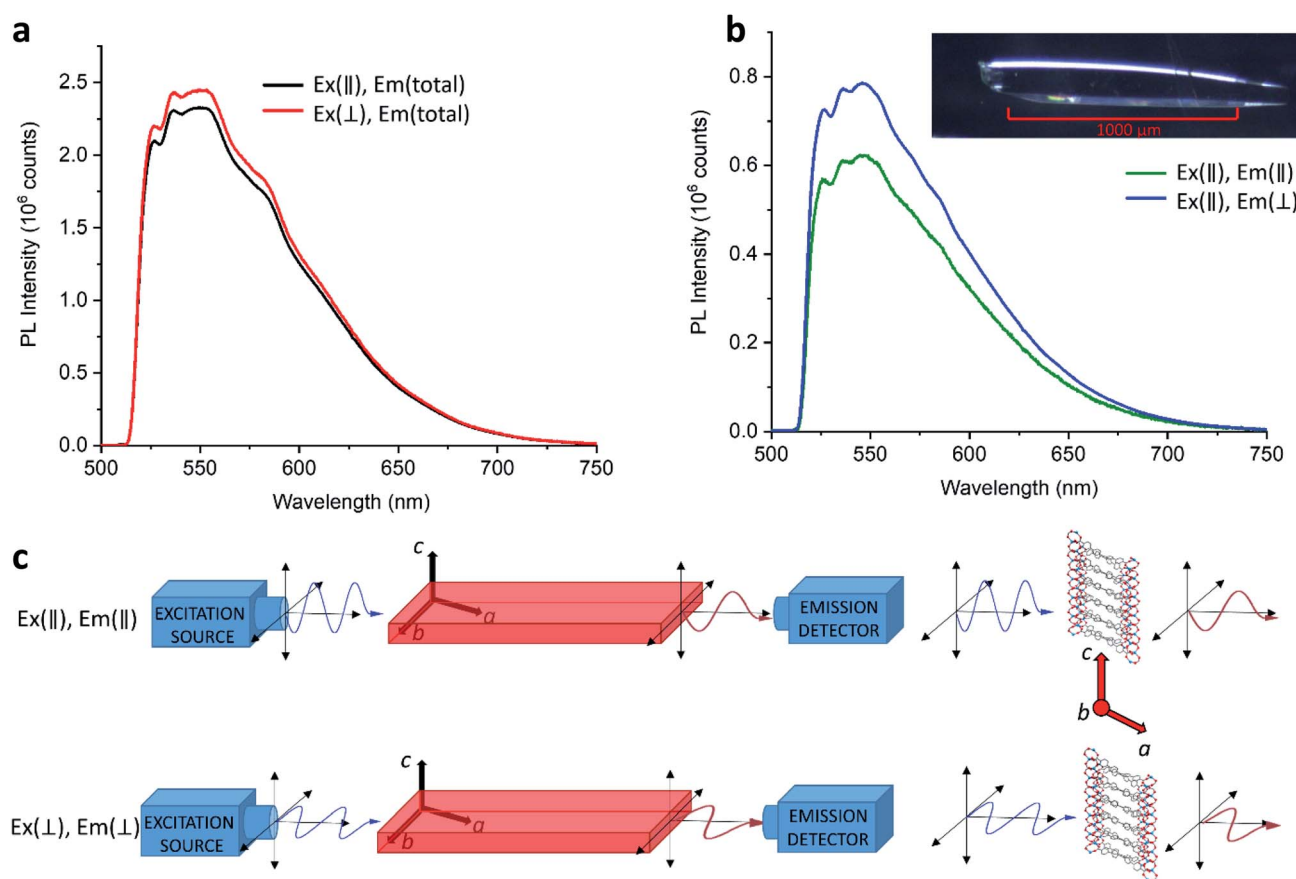 a
PL Intensity (10⁶ counts)
2.5
2.0
1.5
1.0
0.5
0.0
500 550 600 650 700 750
Wavelength (nm)
Ex(∥), Em(total)
Ex(⊥), Em(total)
b
PL Intensity (10⁶ counts)
0.8
0.6
0.4
0.2
0.0
500 550 600 650 700 750
Wavelength (nm)
1000 µm
Ex(∥), Em(∥)
Ex(∥), Em(⊥)
c
Ex(∥), Em(∥)
EXCITATION
SOURCE
c
a
b
EMISSION
DETECTOR
c
b
a
Ex(⊥), Em(⊥)
EXCITATION
SOURCE
c
a
b
EMISSION
DETECTOR